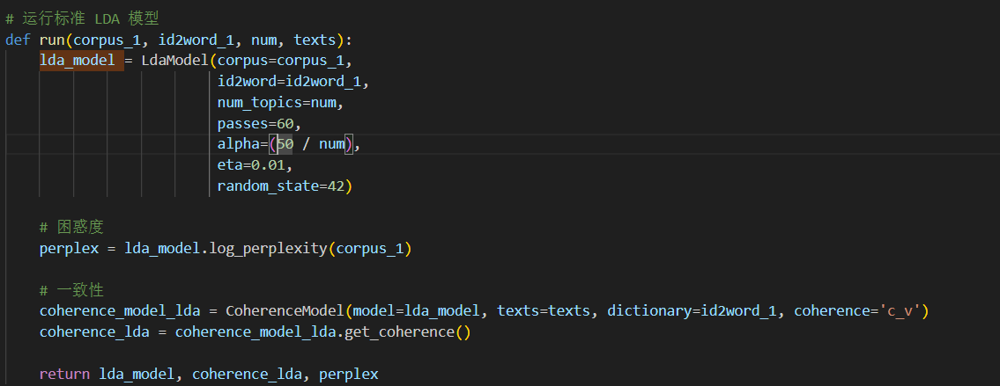 # 运行标准 LDA 模型
def run(corpus_1, id2word_1, num, texts):
    lda_model = LdaModel(corpus=corpus_1,
                         id2word=id2word_1,
                         num_topics=num,
                         passes=60,
                         alpha=(50 / num),
                         eta=0.01,
                         random_state=42)
    # 困惑度
    perplex = lda_model.log_perplexity(corpus_1)
    # 一致性
    coherence_model_lda = CoherenceModel(model=lda_model, texts=texts, dictionary=id2word_1, coherence='c_v')
    coherence_lda = coherence_model_lda.get_coherence()
    return lda_model, coherence_lda, perplex